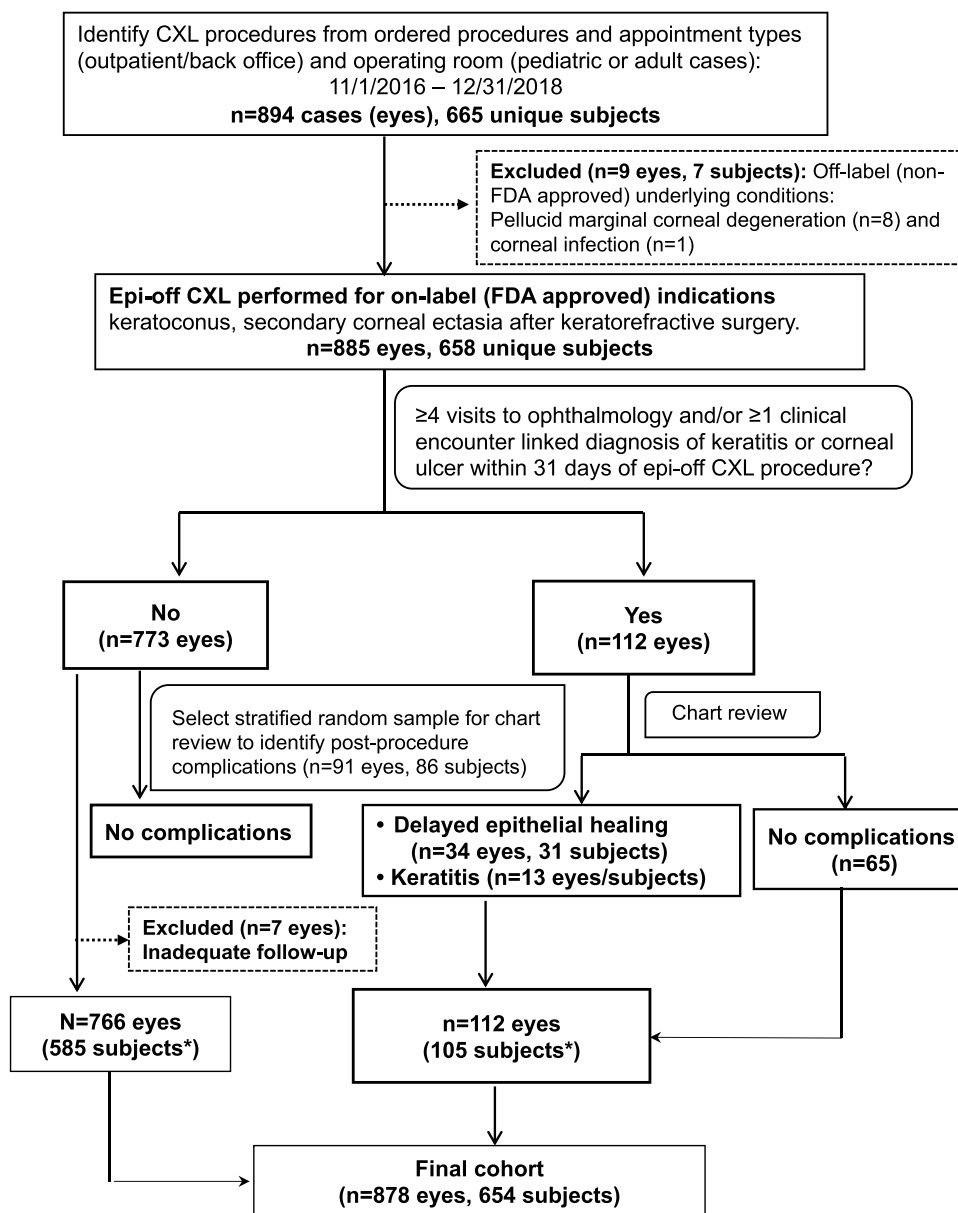 Identify CXL procedures from ordered procedures and appointment types
(outpatient/back office) and operating room (pediatric or adult cases):
11/1/2016 – 12/31/2018
n=894 cases (eyes), 665 unique subjects
Excluded (n=9 eyes, 7 subjects): Off-label (non-
FDA approved) underlying conditions:
Pellucid marginal corneal degeneration (n=8) and
corneal infection (n=1)
Epi-off CXL performed for on-label (FDA approved) indications
keratoconus, secondary corneal ectasia after keratorefractive surgery.
n=885 eyes, 658 unique subjects
≥4 visits to ophthalmology and/or ≥1 clinical
encounter linked diagnosis of keratitis or corneal
ulcer within 31 days of epi-off CXL procedure?
No
(n=773 eyes)
Yes
(n=112 eyes)
Select stratified random sample for chart
review to identify post-procedure
complications (n=91 eyes, 86 subjects)
Chart review
No complications
• Delayed epithelial healing
(n=34 eyes, 31 subjects)
• Keratitis (n=13 eyes/subjects)
No complications
(n=65)
Excluded (n=7 eyes):
Inadequate follow-up
N=766 eyes
(585 subjects*)
n=112 eyes
(105 subjects*)
Final cohort
(n=878 eyes, 654 subjects)